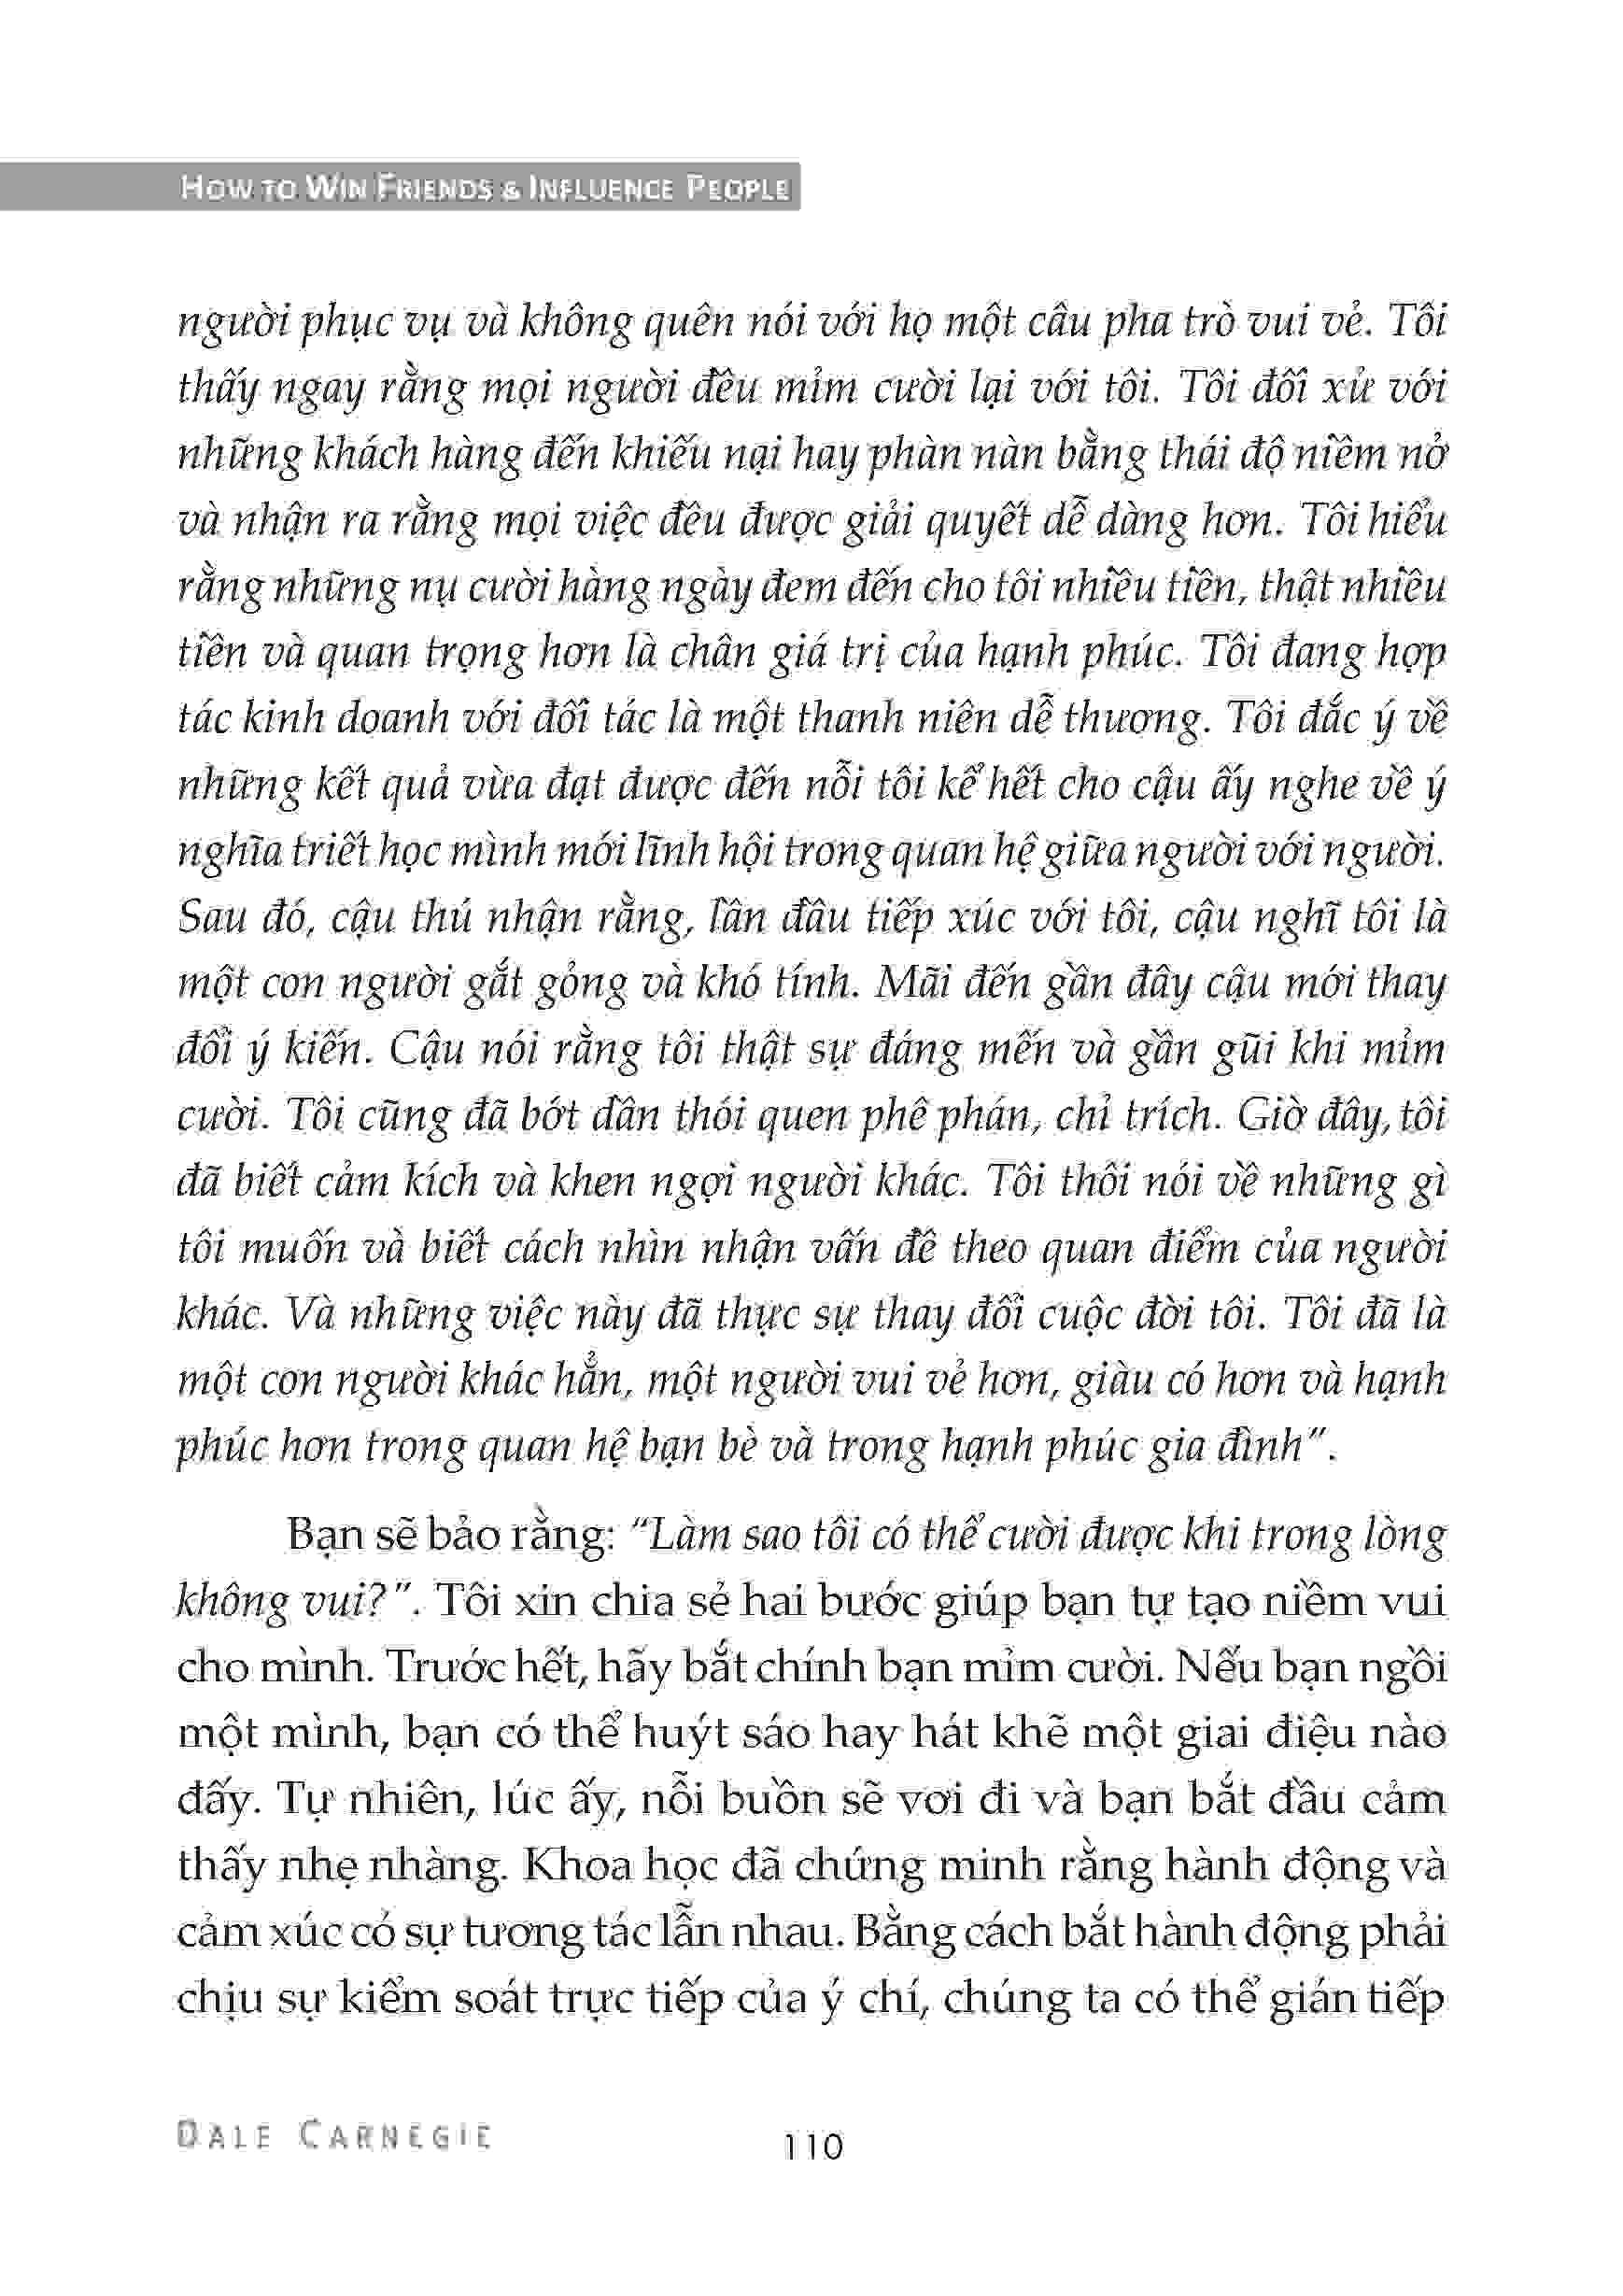 HOW TO WIN FRIENDS & INFLUENCE PEOPLE
người phục vụ và không quên nói với họ một câu pha trò vui vẻ. Tôi
thấy ngay rằng mọi người đều mỉm cười lại với tôi. Tôi đối xử với
những khách hàng đến khiếu nại hay phàn nàn bằng thái độ niềm nở
và nhận ra rằng mọi việc đều được giải quyết dễ dàng hơn. Tôi hiểu
rằng những nụ cười hàng ngày đem đến cho tôi nhiều tiền, thật nhiều
tiền và quan trọng hơn là chân giá trị của hạnh phúc. Tôi đang hợp
tác kinh doanh với đối tác là một thanh niên dễ thương. Tôi đắc ý về
những kết quả vừa đạt được đến nỗi tôi kể hết cho cậu ấy nghe về ý
nghĩa triết học mình mới lĩnh hội trong quan hệ giữa người với người.
Sau đó, cậu thú nhận rằng, lần đầu tiếp xúc với tôi, cậu nghĩ tôi là
một con người gắt gỏng và khó tính. Mãi đến gần đây cậu mới thay
đổi ý kiến. Cậu nói rằng tôi thật sự đáng mến và gần gũi khi mỉm
cười. Tôi cũng đã bớt dần thói quen phê phán, chỉ trích. Giờ đây, tôi
đã biết cảm kích và khen ngợi người khác. Tôi thôi nói về những gì
tôi muốn và biết cách nhìn nhận vấn đề theo quan điểm của người
khác. Và những việc này đã thực sự thay đổi cuộc đời tôi. Tôi đã là
một con người khác hẳn, một người vui vẻ hơn, giàu có hơn và hạnh
phúc hơn trong quan hệ bạn bè và trong hạnh phúc gia đình”.
Bạn sẽ bảo rằng: “Làm sao tôi có thể cười được khi trong lòng
không vui?”. Tôi xin chia sẻ hai bước giúp bạn tự tạo niềm vui
cho mình. Trước hết, hãy bắt chính bạn mỉm cười. Nếu bạn ngồi
một mình, bạn có thể huýt sáo hay hát khẽ một giai điệu nào
đấy. Tự nhiên, lúc ấy, nỗi buồn sẽ vơi đi và bạn bắt đầu cảm
thấy nhẹ nhàng. Khoa học đã chứng minh rằng hành động và
cảm xúc có sự tương tác lẫn nhau. Bằng cách bắt hành động phải
chịu sự kiểm soát trực tiếp của ý chí, chúng ta có thể gián tiếp
DALE CARNEGIE
110